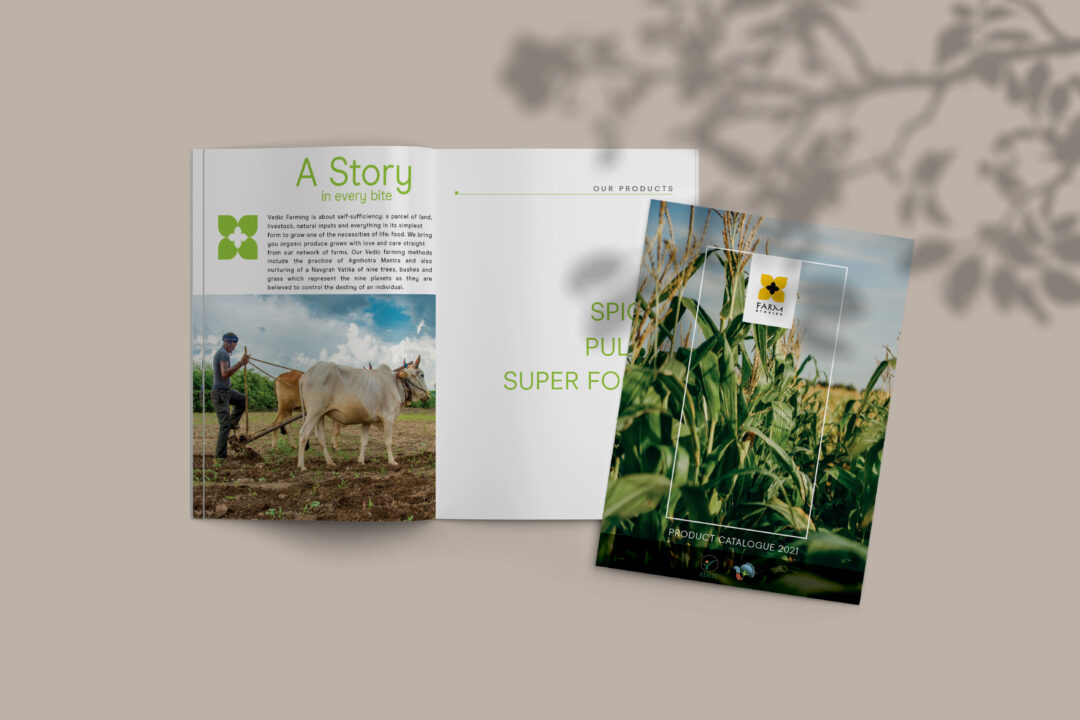 A Story
in every bite
Vedic Farming is about self-sufficiency; a parcel of land,
livestock, natural inputs and everything in its simplest
form to grow one of the necessities of life: food. We bring
you organic produce grown with love and care straight
from our network of farms. Our Vedic farming methods
include the practice of Agnihotra Mantra and also
nurturing of a Navgrah Vatika of nine trees, bushes and
grass which represent the nine planets as they are
believed to control the destiny of an individual.
OUR PRODUCTS
SPIC
PUL
SUPER FO
FARM
STORIES
PRODUCT CATALOGUE 2021